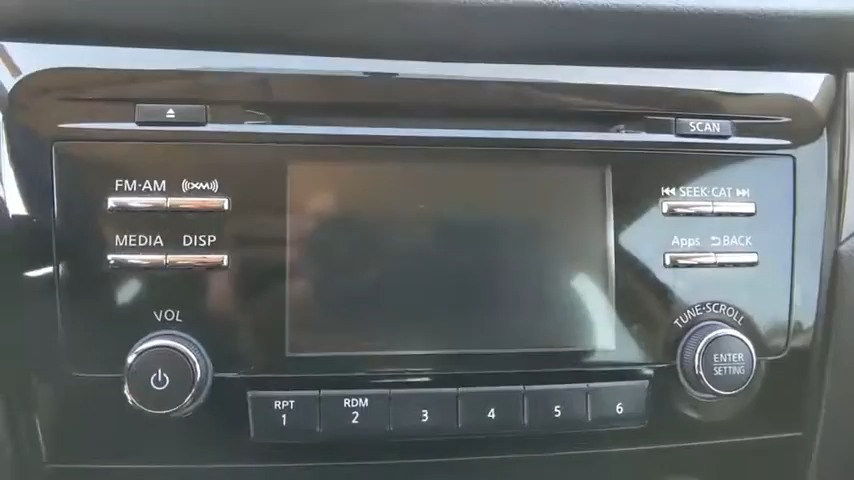 SCAN
FM·AM ((XM))
SEEK·CAT
MEDIA DISP
Apps BACK
VOL
TUNE·SCROLL
ENTER
SETTING
RPT RDM
1 2 3 4 5 6